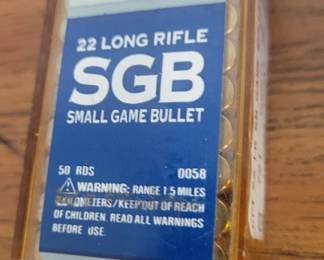 22 LONG RIFLE
SGB
SMALL GAME BULLET
50 RDS 0058
WARNING: RANGE 1.5 MILES
KILOMETERS/KEEP OUT OF REACH
OF CHILDREN. READ ALL WARNINGS
BEFORE USE.